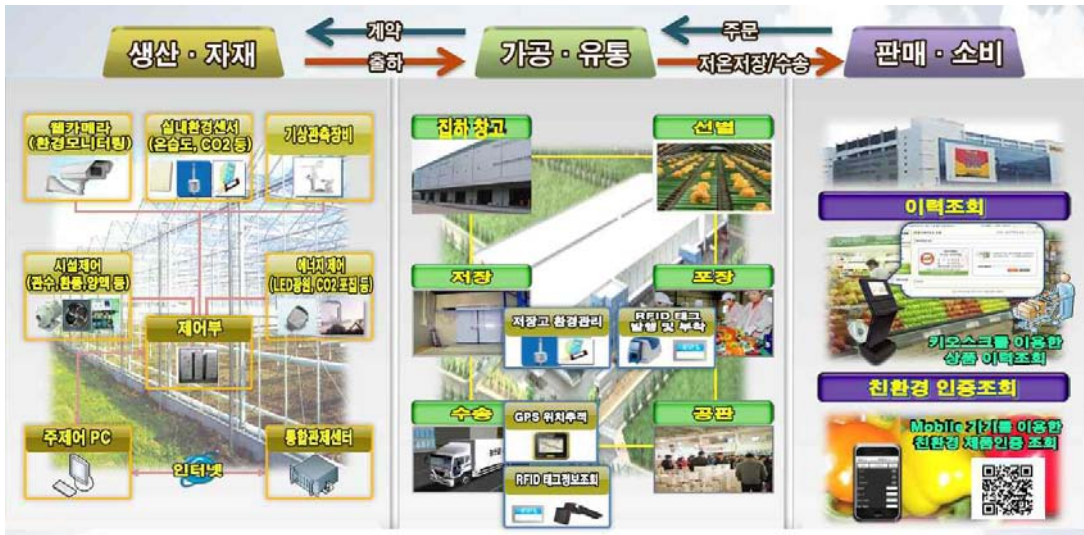 생산 · 자재
계약
출하
가공 · 유통
주문
저온저장/수송
판매 · 소비
웹카메라
(환경모니터링)
실내환경센서
(온습도, CO2 등)
기상관측장비
시설제어
(관수,환풍,양액 등)
에너지 제어
(LED광원, CO2 포집 등)
제어부
주제어 PC
인터넷
통합관제센터
집하 창고
선별
저장
포장
저장고 환경관리
RFID 태그
발행 및 부착
수송
GPS 위치추적
공판
RFID 태그정보조회
이력조회
키오스크를 이용한
상품 이력조회
친환경 인증조회
Mobile 기기를 이용한
친환경 제품인증 조회